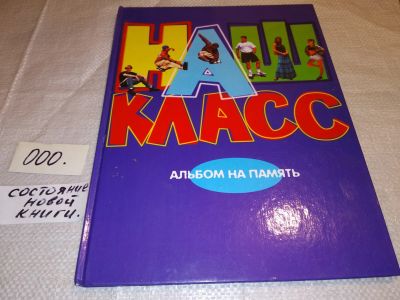 НАШ
КЛАСС
АЛЬБОМ НА ПАМЯТЬ
000.
СОСТОЯНИЕ
НОВОЙ
КНИГИ.